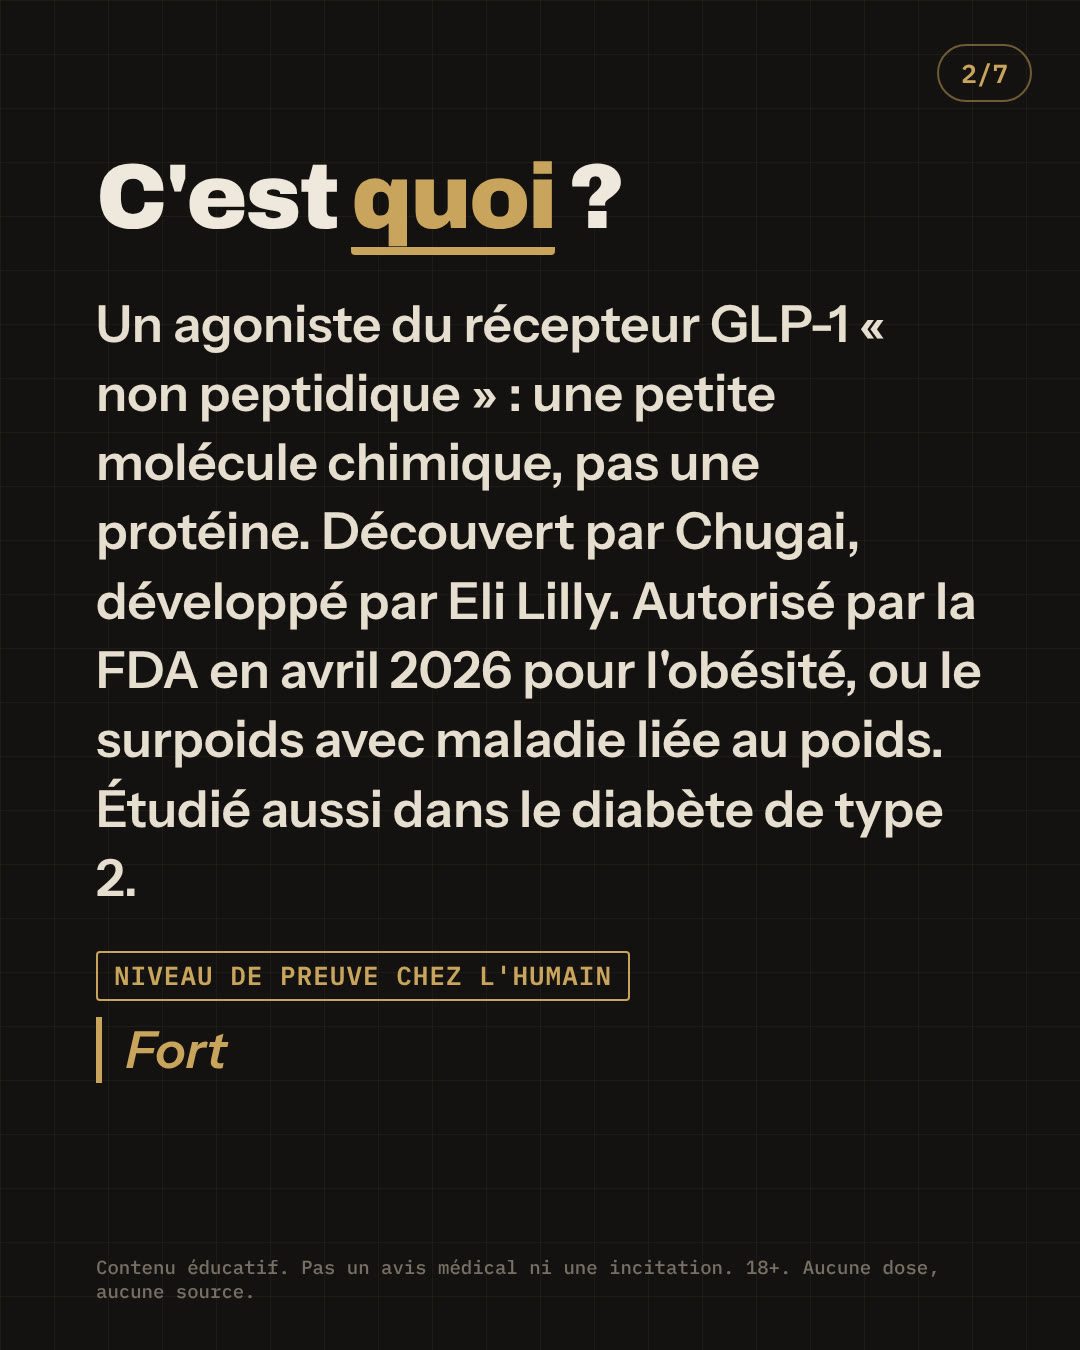 2/7
C'est quoi ?
Un agoniste du récepteur GLP-1 «
non peptidique » : une petite
molécule chimique, pas une
protéine. Découvert par Chugai,
développé par Eli Lilly. Autorisé par la
FDA en avril 2026 pour l'obésité, ou le
surpoids avec maladie liée au poids.
Étudié aussi dans le diabète de type
2.
NIVEAU DE PREUVE CHEZ L'HUMAIN
Fort
Contenu éducatif. Pas un avis médical ni une incitation. 18+. Aucune dose,
aucune source.